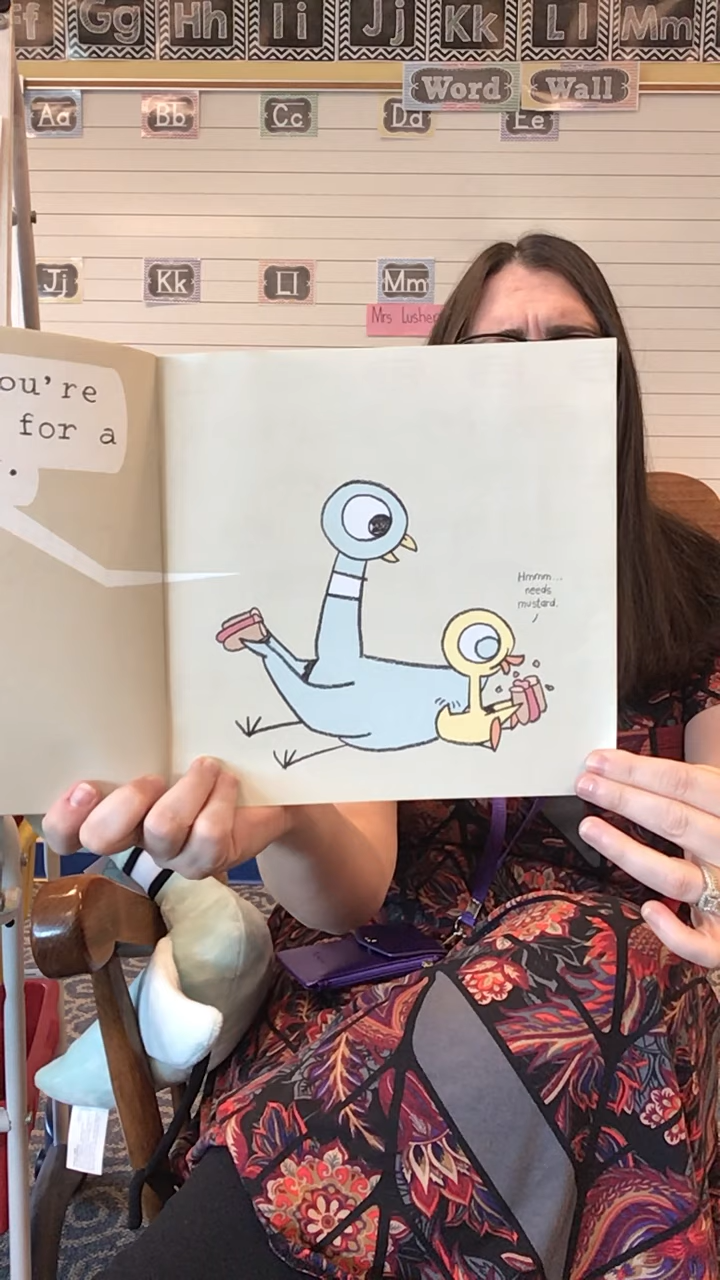 Ff Gg Hh Ii Jj Kk Ll Mm
Word Wall
Aa Bb Cc Dd Ee
Jj Kk Ll Mm
Mrs Lusher
ou're
for a
.
Hmmm...
needs
mustard.